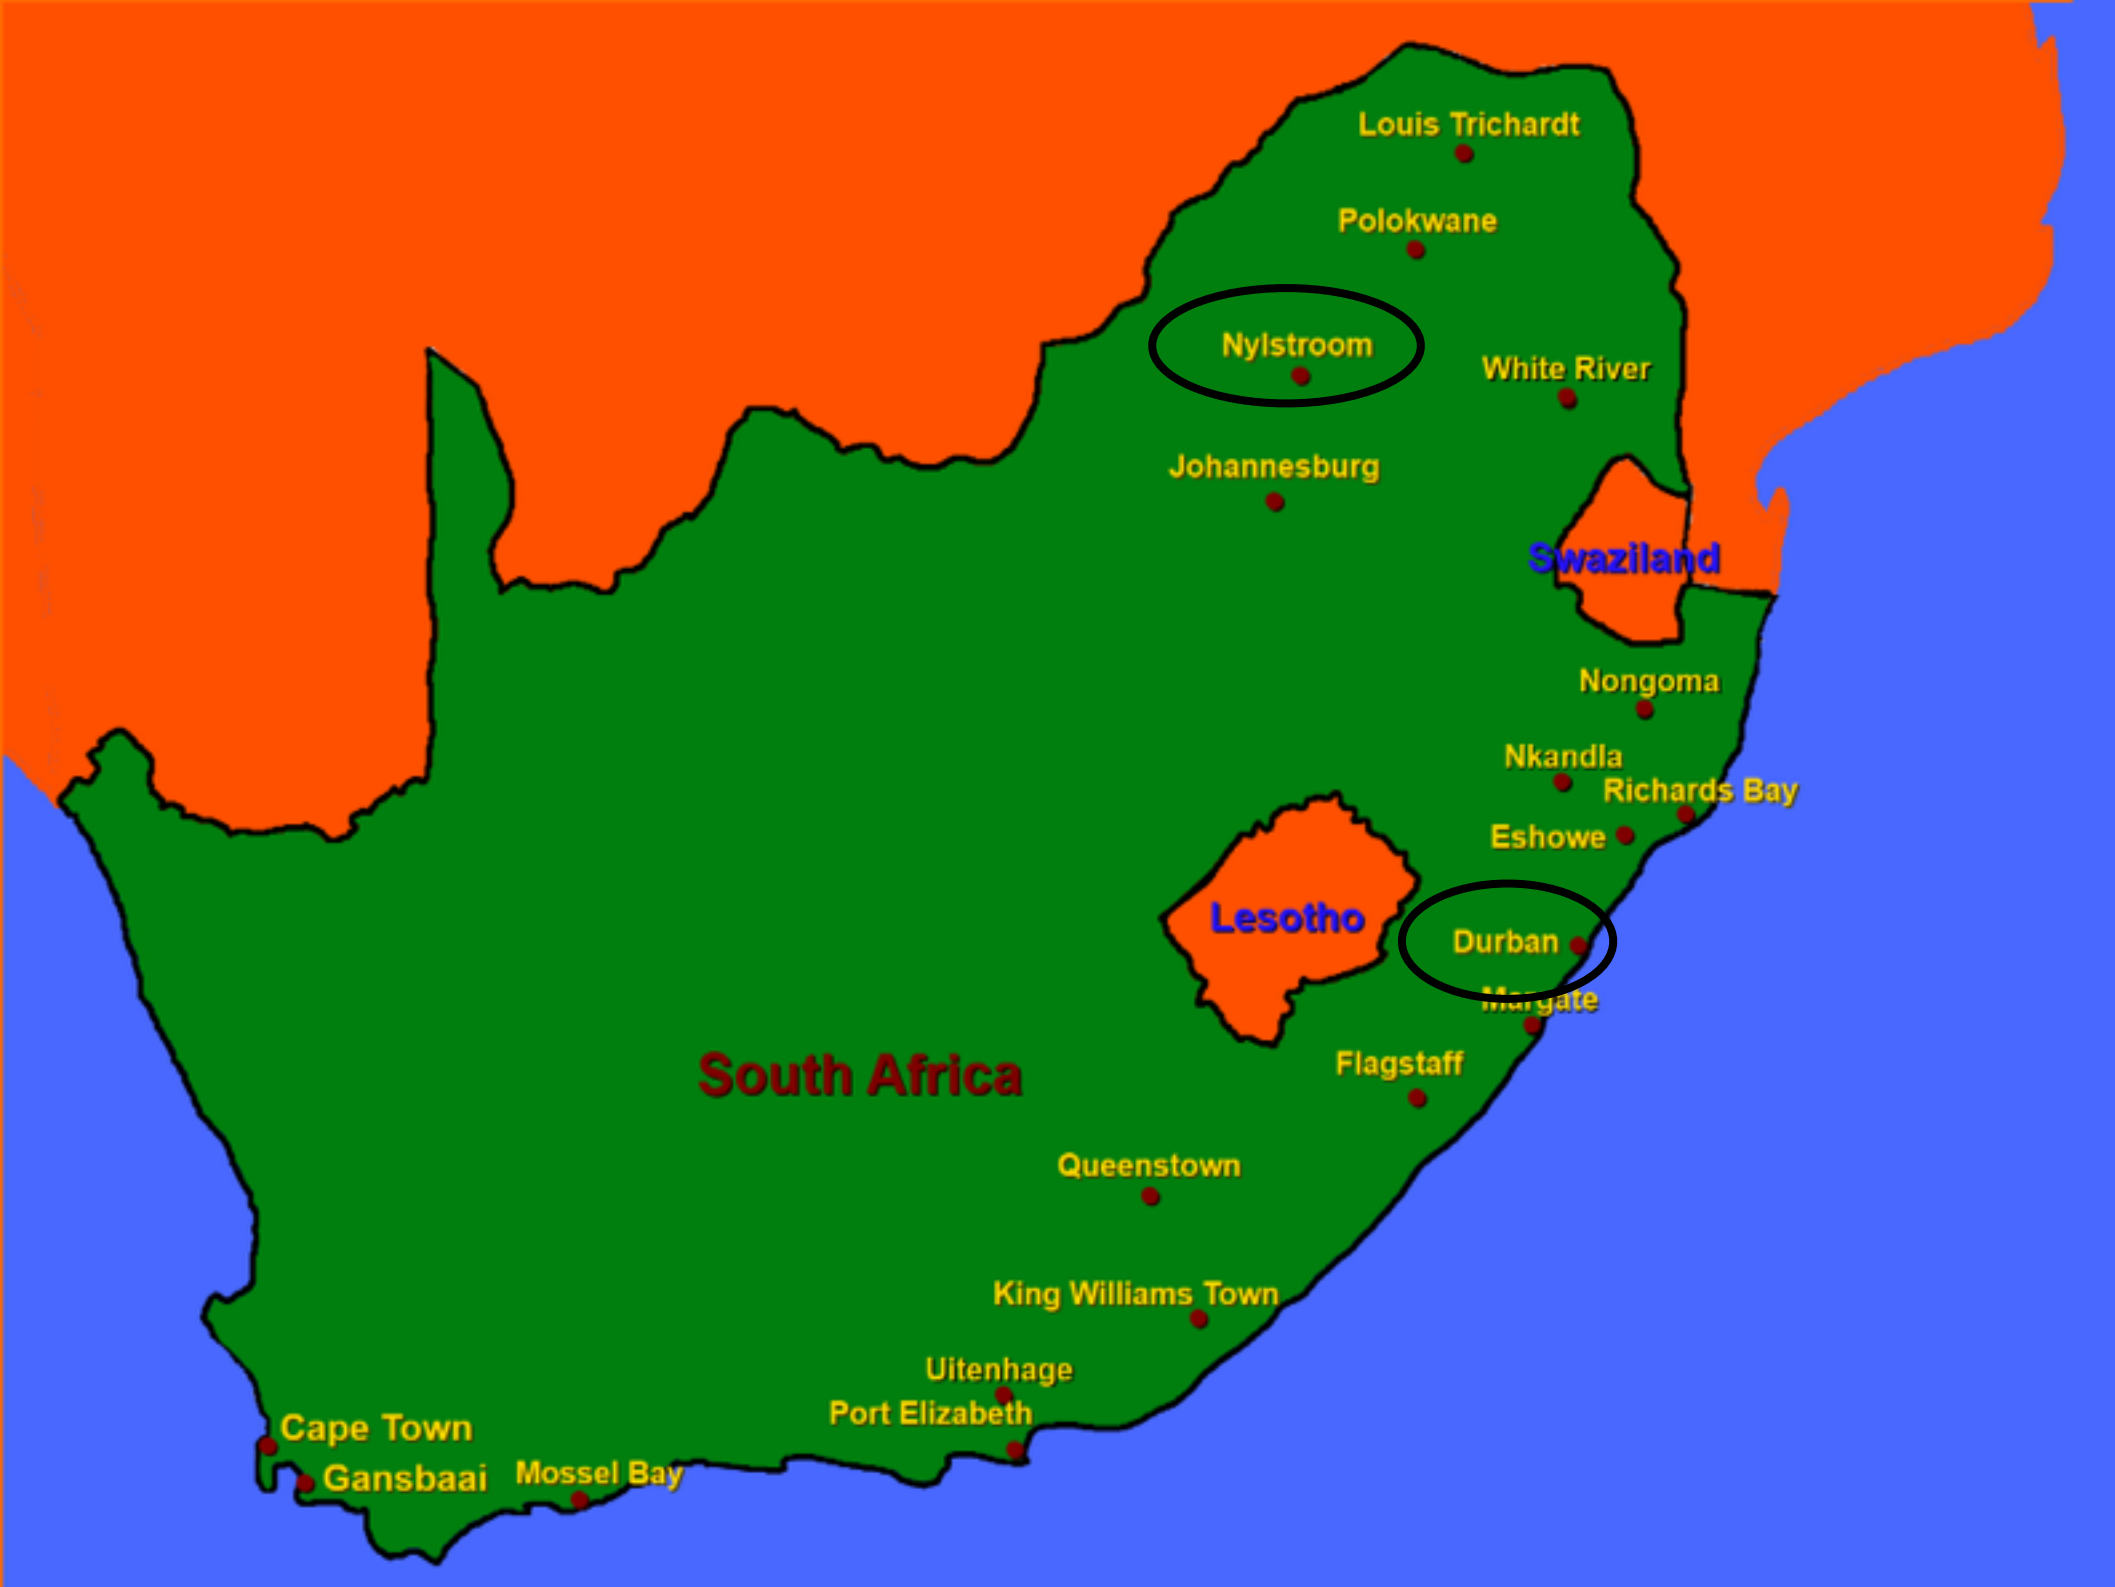 Louis Trichardt
Polokwane
Nylstroom
White River
Johannesburg
Swaziland
Nongoma
Nkandla
Richards Bay
Eshowe
Lesotho
Durban
Margate
Flagstaff
South Africa
Queenstown
King Williams Town
Uitenhage
Port Elizabeth
Cape Town
Gansbaai
Mossel Bay